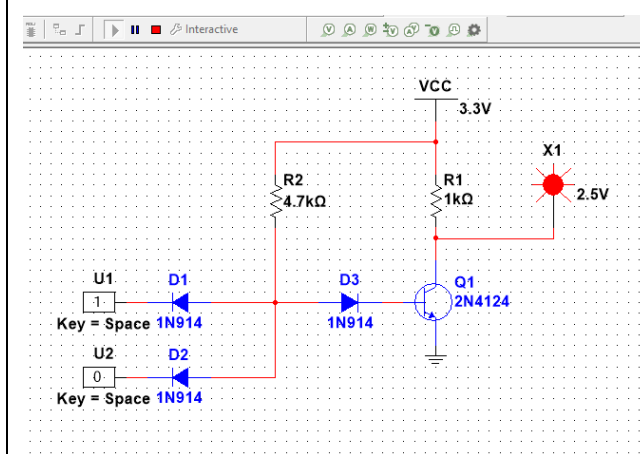 Interactive
VCC
3.3V
X1
2.5V
R2
4.7kΩ
R1
1kΩ
U1
1
Key = Space
D1
1N914
D3
1N914
Q1
2N4124
U2
0
Key = Space
D2
1N914